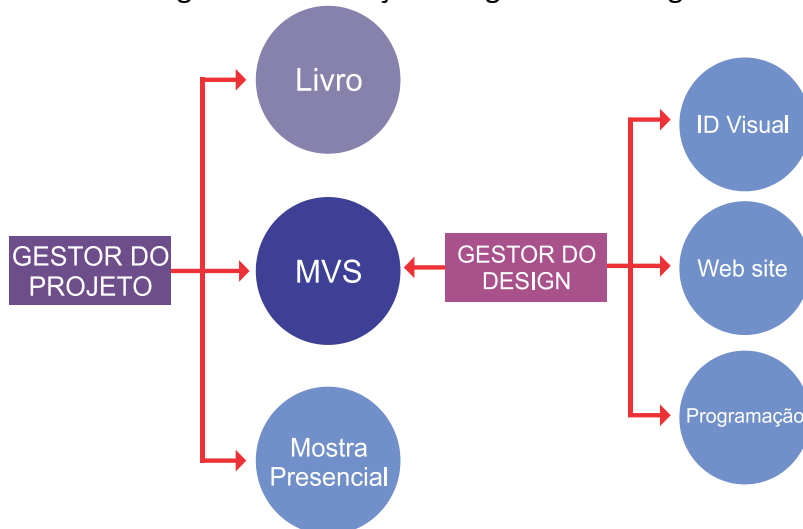 Livro
ID Visual
GESTOR DO
PROJETO
MVS
GESTOR DO
DESIGN
Web site
Mostra
Presencial
Programação